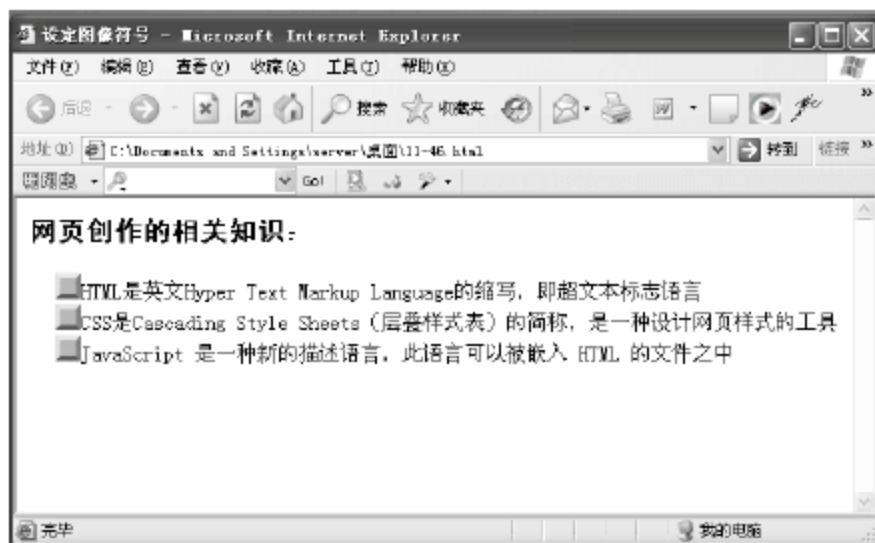 设定图像符号 - Microsoft Internet Explorer
文件(F) 编辑(E) 查看(V) 收藏(A) 工具(T) 帮助(H)
后退 搜索 收藏夹 »
地址(D) C:\Documents and Settings\server\桌面\11-46.html 转到 链接 »
Go!
网页创作的相关知识:
HTML是英文Hyper Text Markup Language的缩写,即超文本标志语言
CSS是Cascading Style Sheets(层叠样式表)的简称,是一种设计网页样式的工具
JavaScript 是一种新的描述语言,此语言可以被嵌入 HTML 的文件之中
完毕 我的电脑